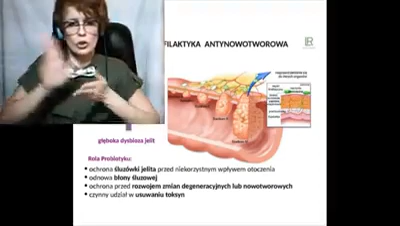 FILAKTYKA ANTYNOWOTWOROWA
LR
głęboka dysbioza jelit
Rola Probiotyku:
• ochrona śluzówki jelita przed niekorzystnym wpływem otoczenia
• odnowa błony śluzowej
• ochrona przed rozwojem zmian degeneracyjnych lub nowotworowych
• czynny udział w usuwaniu toksyn